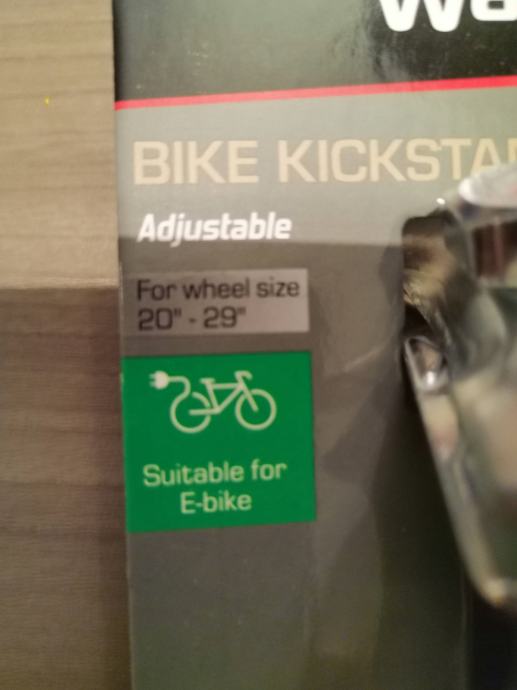 BIKE KICKSTA
Adjustable
For wheel size
20" - 29"
Suitable for
E-bike